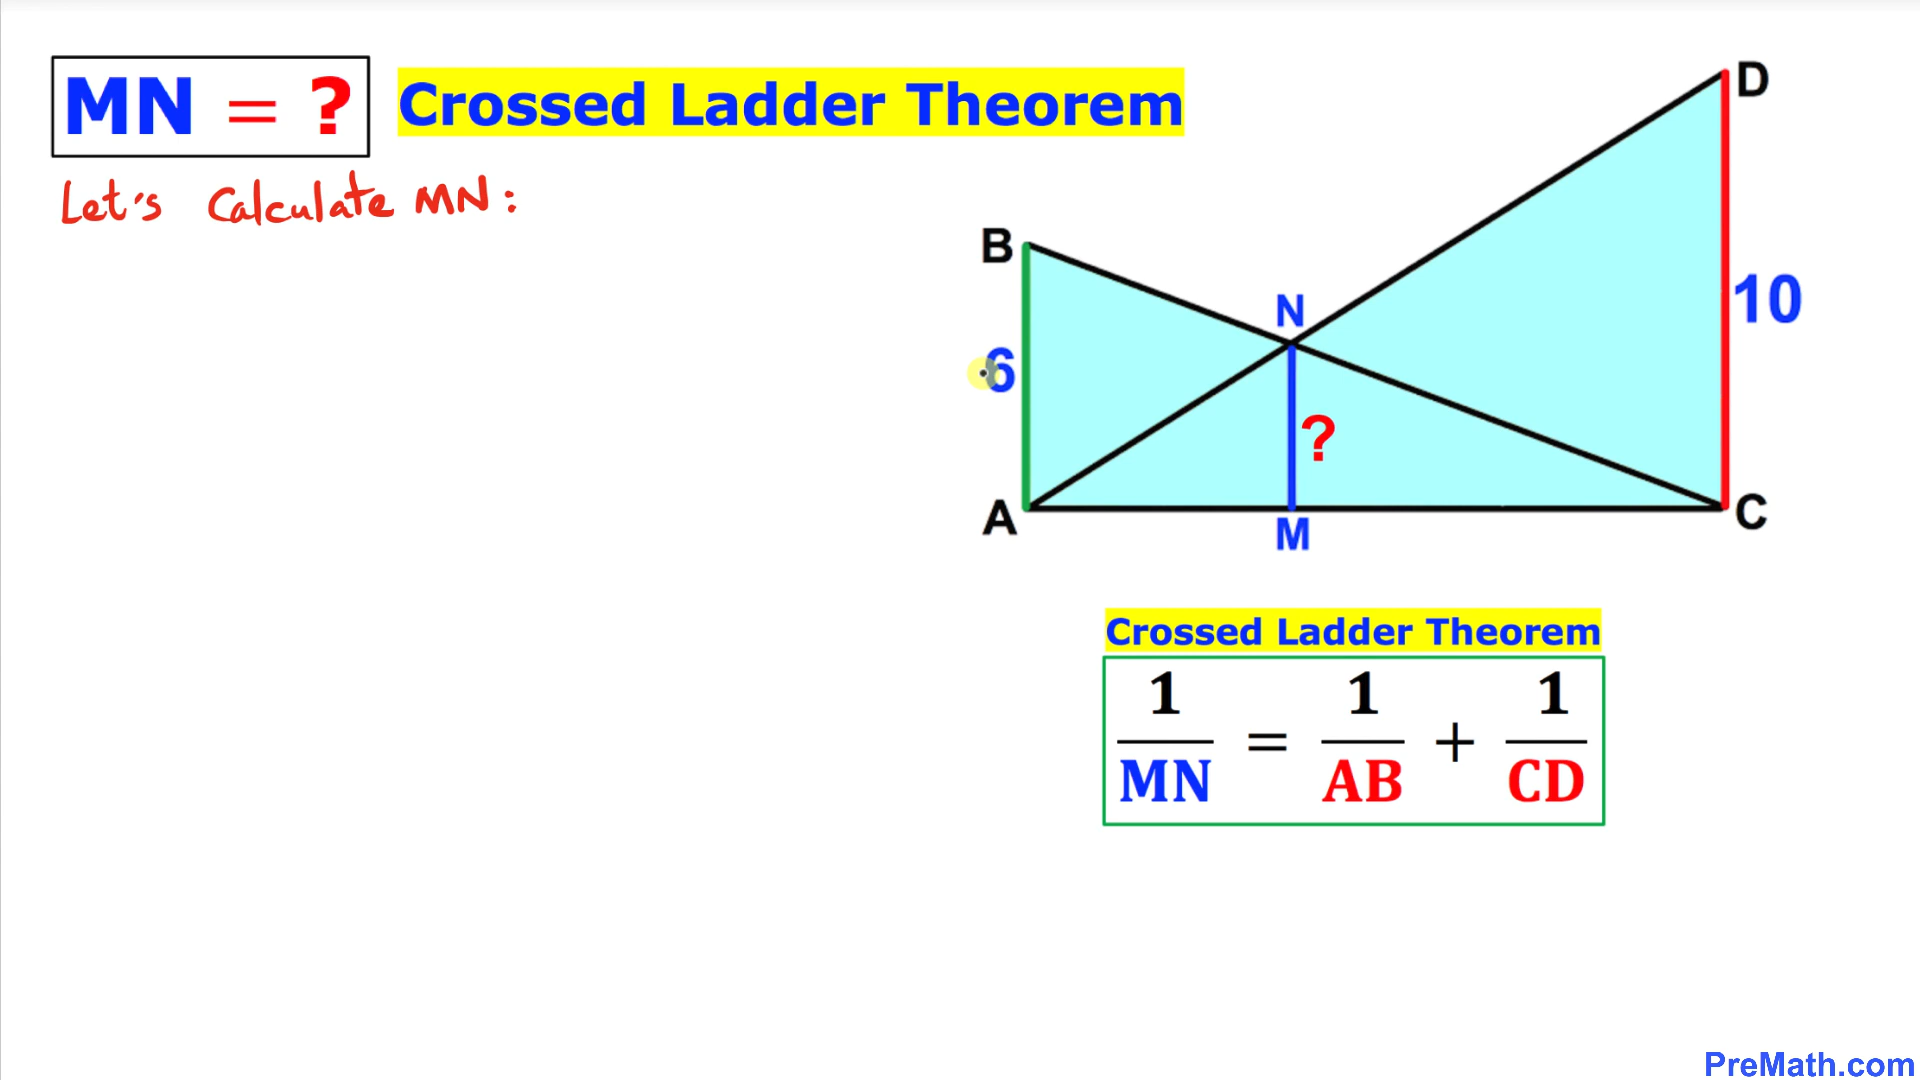 MN = ?
Crossed Ladder Theorem
Let's Calculate MN:
D
B
N
10
6
?
A
M
C
Crossed Ladder Theorem
1/MN = 1/AB + 1/CD
PreMath.com